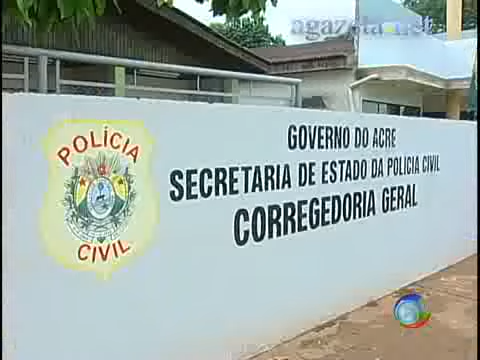 agazeta.net
GOVERNO DO ACRE
SECRETARIA DE ESTADO DA POLICIA CIVIL
CORREGEDORIA GERAL
POLÍCIA
CIVIL